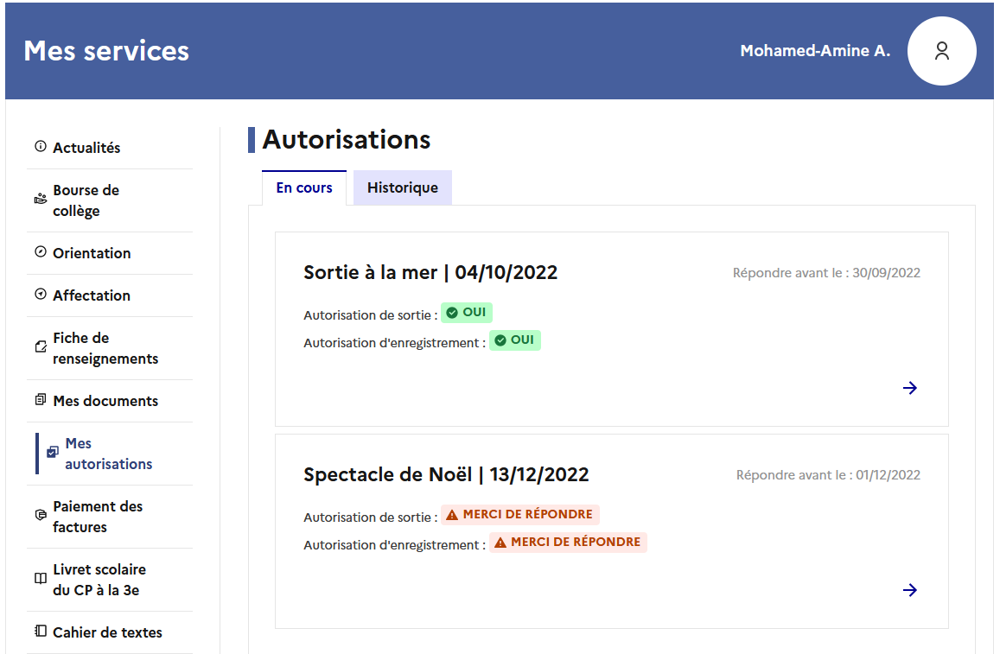 Mes services
Mohamed-Amine A.
Actualités
Bourse de
collège
Orientation
Affectation
Fiche de
renseignements
Mes documents
Mes
autorisations
Paiement des
factures
Livret scolaire
du CP à la 3e
Cahier de textes
Autorisations
En cours
Historique
Sortie à la mer | 04/10/2022
Répondre avant le : 30/09/2022
Autorisation de sortie : OUI
Autorisation d'enregistrement : OUI
Spectacle de Noël | 13/12/2022
Répondre avant le : 01/12/2022
Autorisation de sortie : MERCI DE RÉPONDRE
Autorisation d'enregistrement : MERCI DE RÉPONDRE